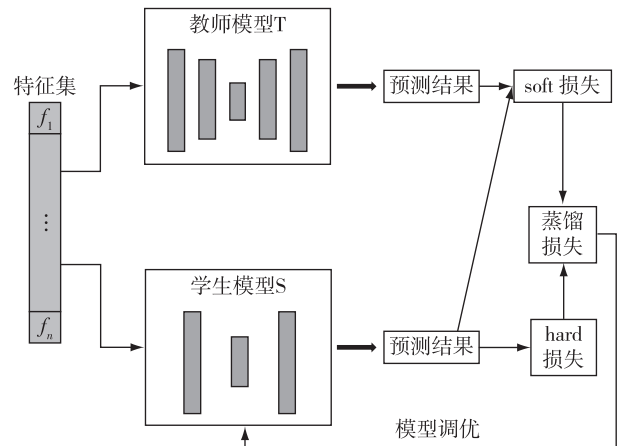 教师模型T
特征集
f1
⋮
fn
预测结果
soft 损失
蒸馏
损失
学生模型S
预测结果
hard
损失
模型调优